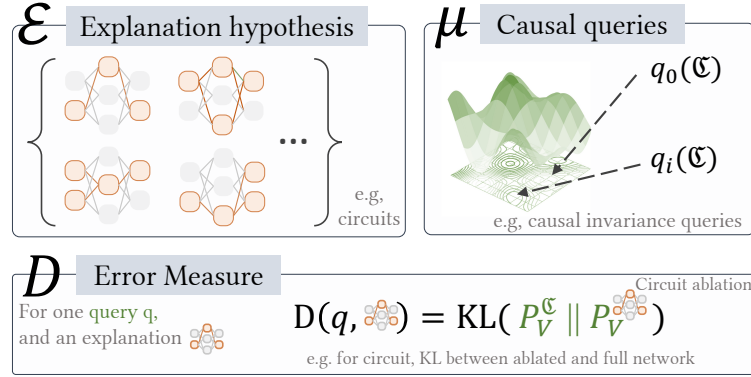 ℰ Explanation hypothesis
...
e.g,
circuits
μ Causal queries
q₀(ℭ)
qᵢ(ℭ)
e.g, causal invariance queries
D Error Measure
For one query q,
and an explanation
Circuit ablation
D(q, ) = KL( P_V^ℭ || P_V )
e.g. for circuit, KL between ablated and full network